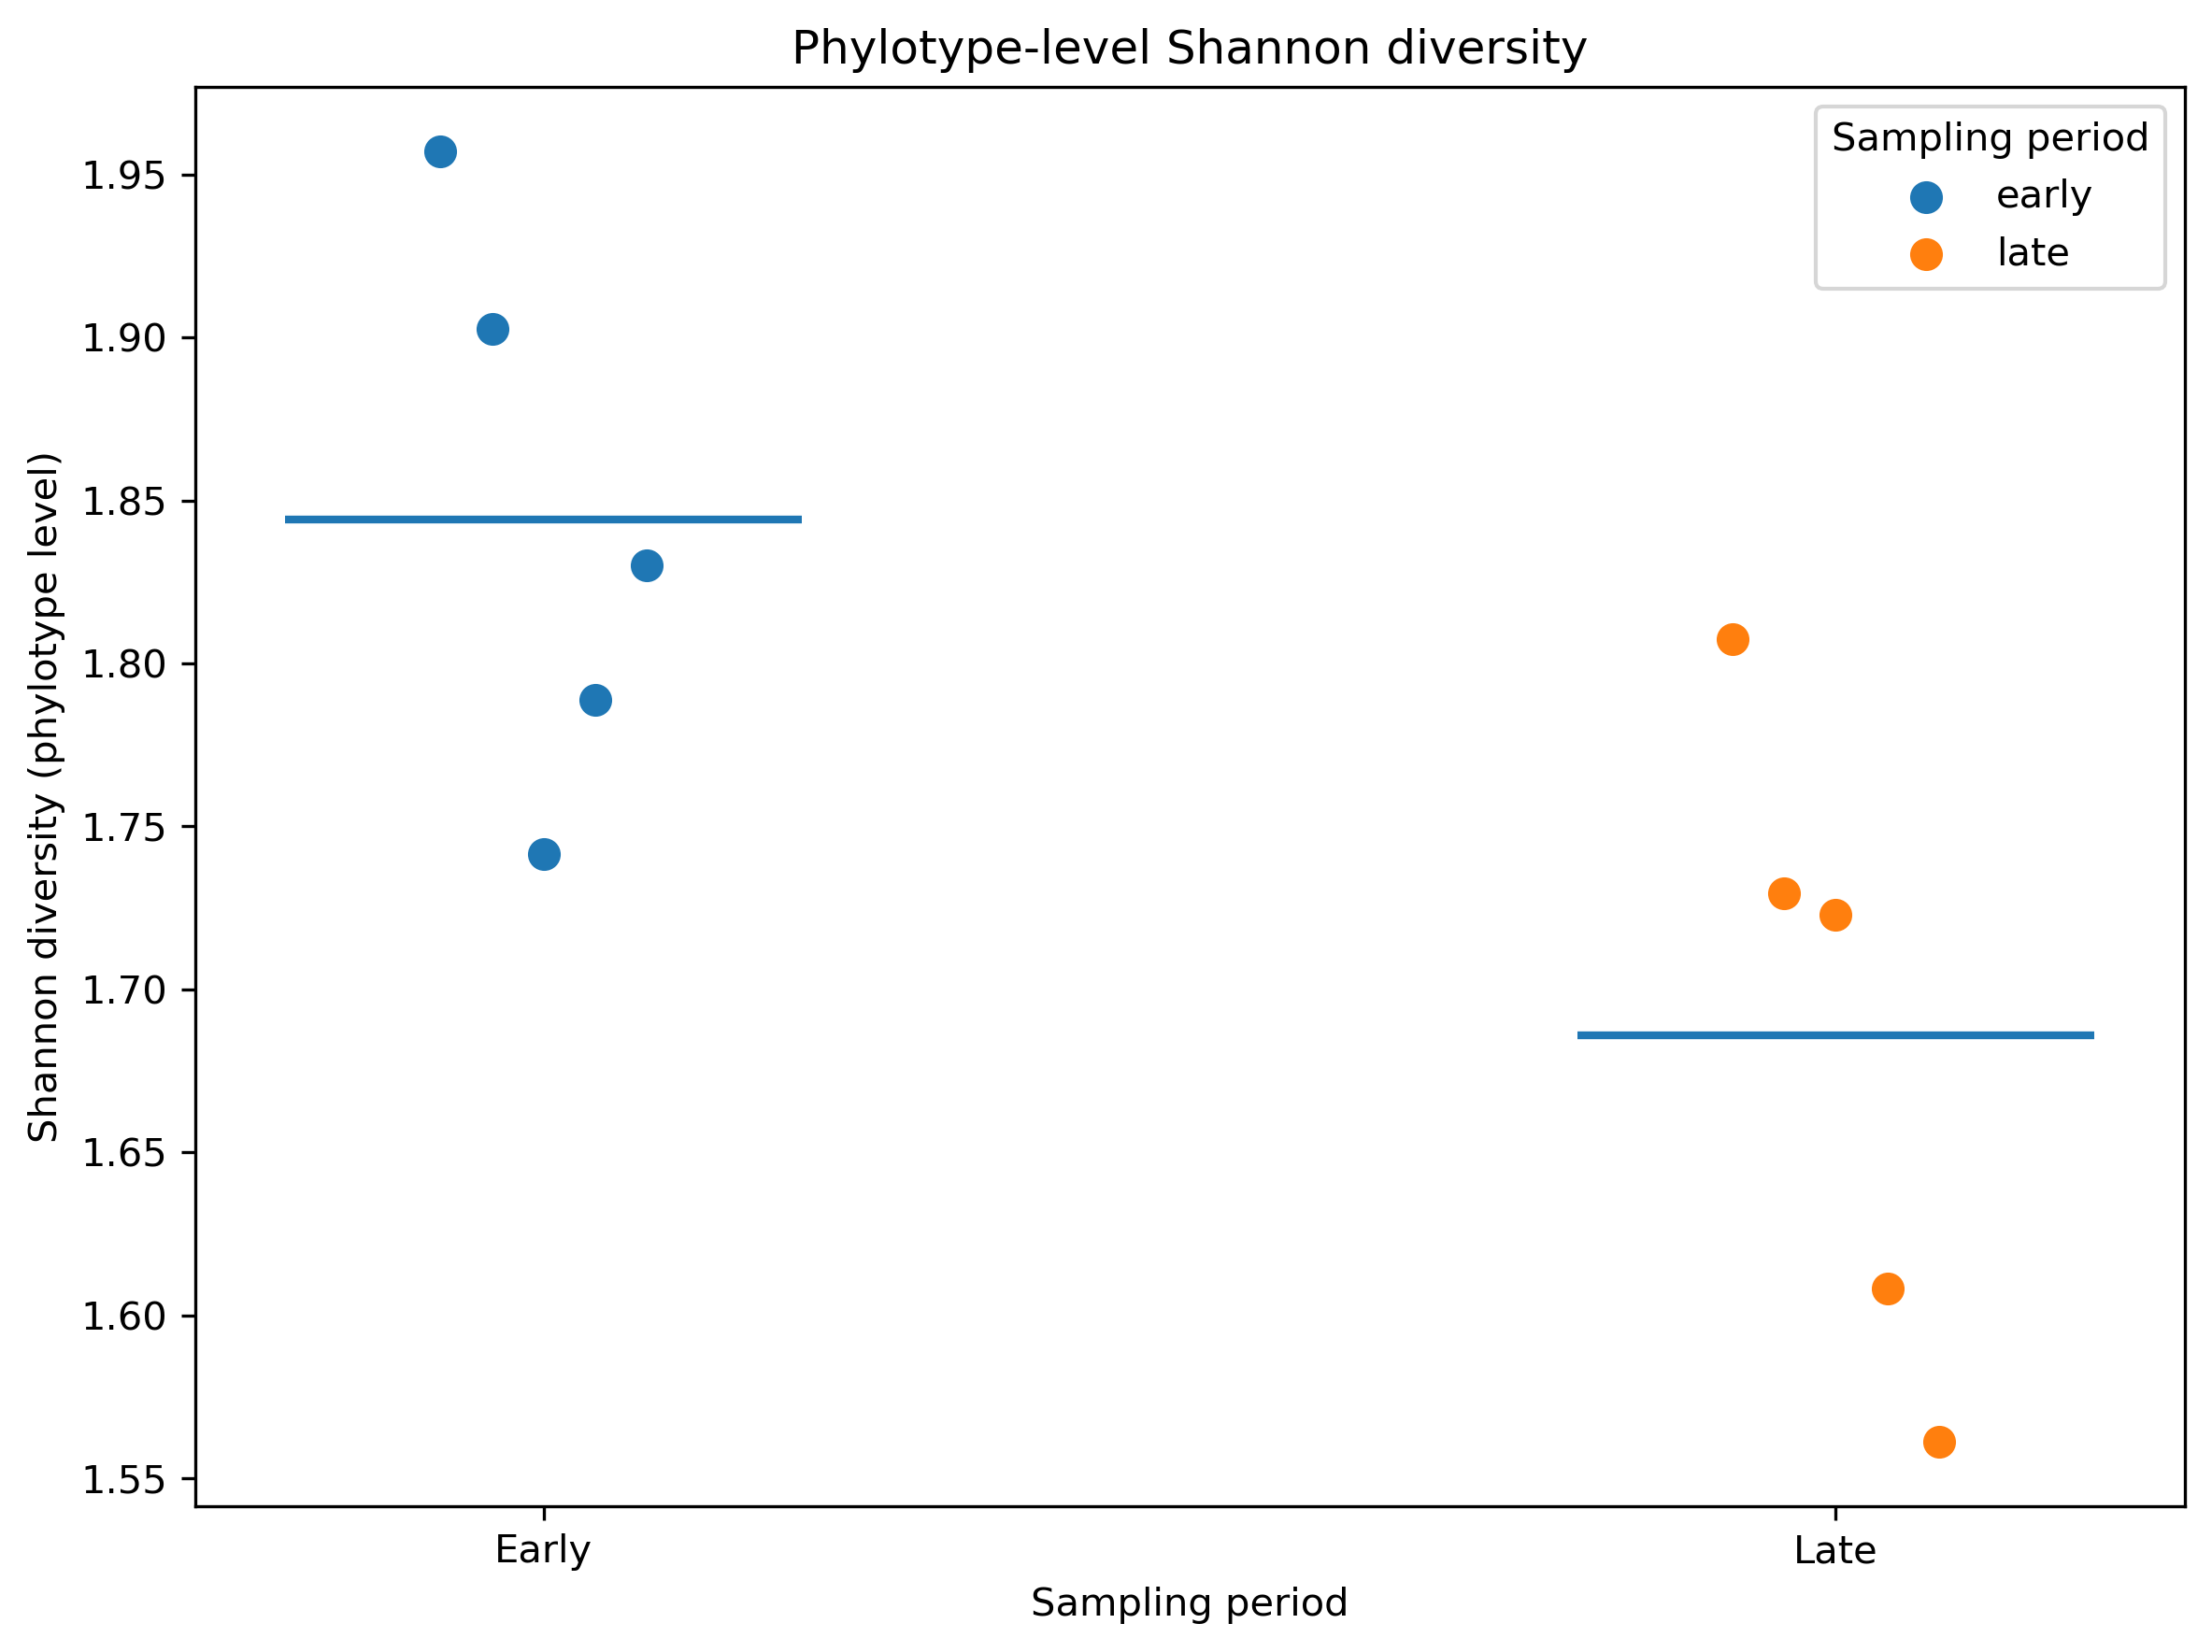 Phylotype-level Shannon diversity
Sampling period
early
late
Shannon diversity (phylotype level)
1.95
1.90
1.85
1.80
1.75
1.70
1.65
1.60
1.55
Early
Late
Sampling period